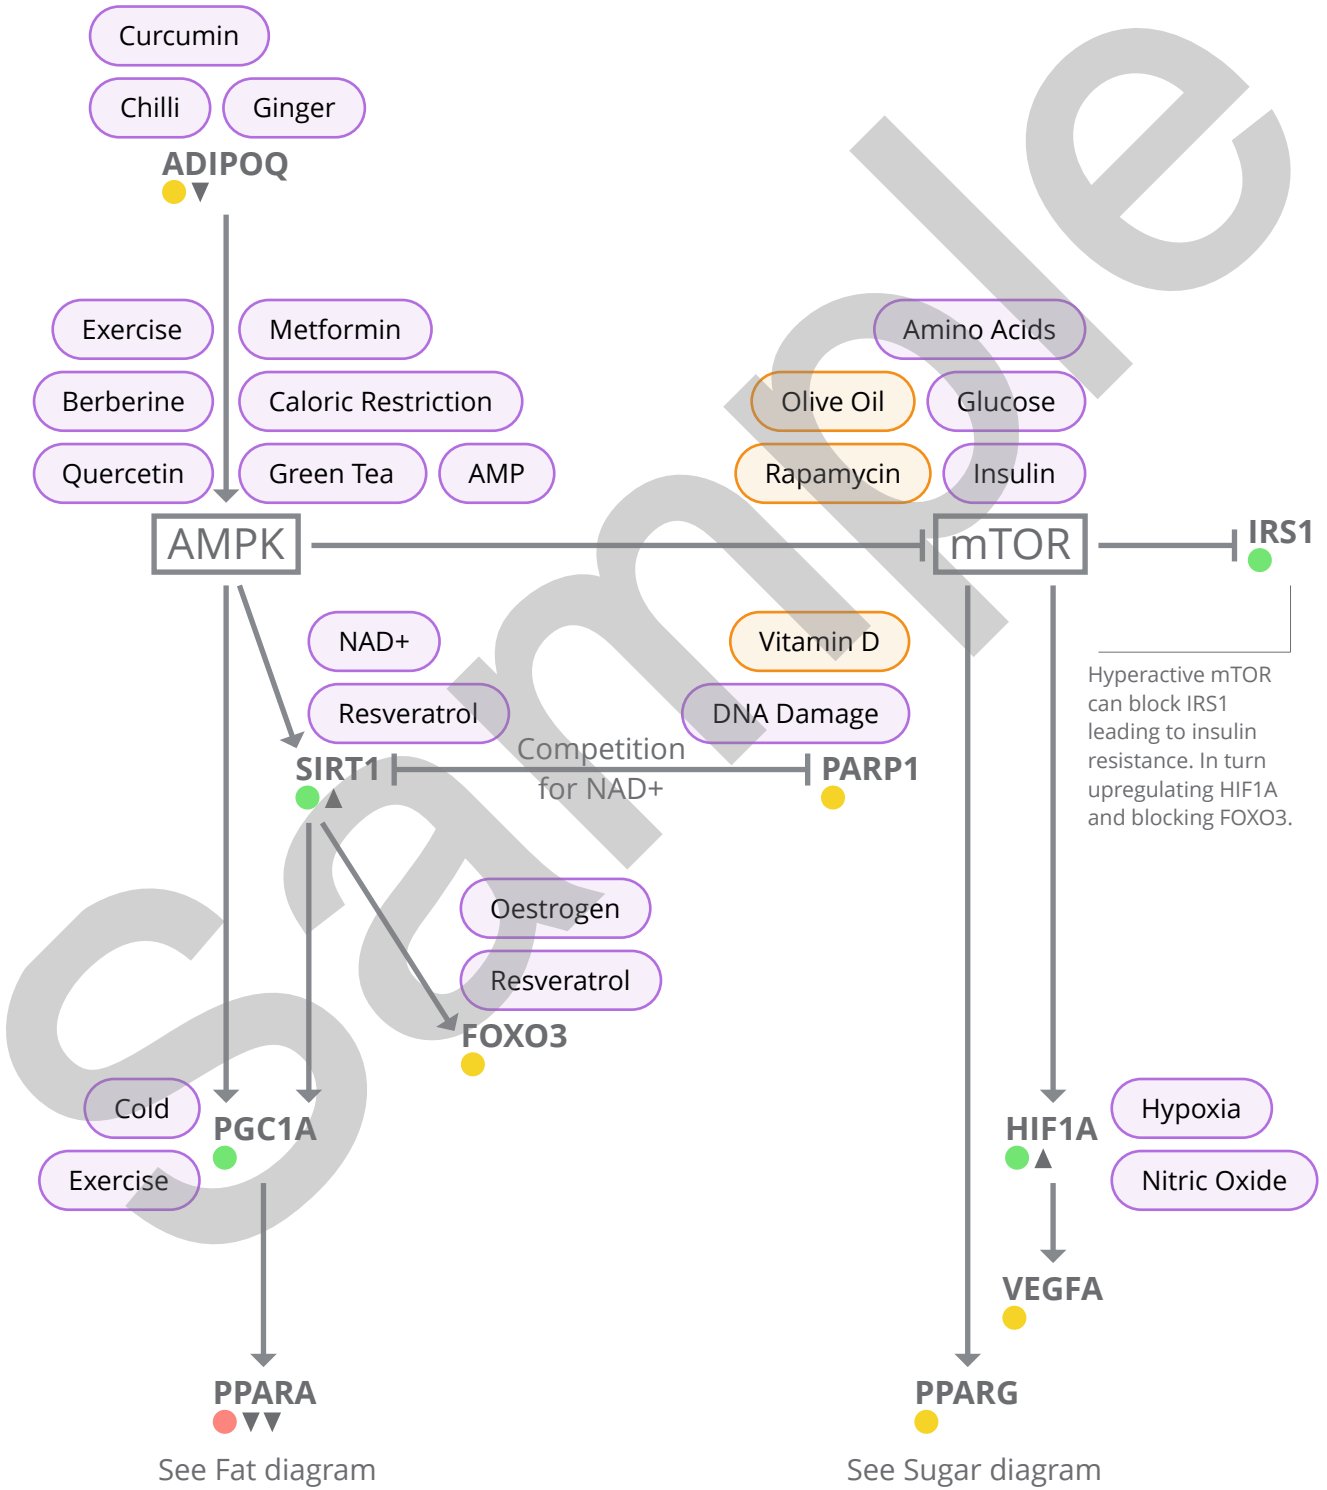 Curcumin
Chilli
Ginger
ADIPOQ
Exercise
Metformin
Berberine
Caloric Restriction
Quercetin
Green Tea
AMP
Amino Acids
Olive Oil
Glucose
Rapamycin
Insulin
AMPK
mTOR
IRS1
NAD+
Vitamin D
Resveratrol
DNA Damage
Hyperactive mTOR
can block IRS1
leading to insulin
resistance. In turn
upregulating HIF1A
and blocking FOXO3.
SIRT1
Competition
for NAD+
PARP1
Oestrogen
Resveratrol
FOXO3
Cold
Exercise
PGC1A
HIF1A
Hypoxia
Nitric Oxide
VEGFA
PPARA
PPARG
See Fat diagram
See Sugar diagram
Sample